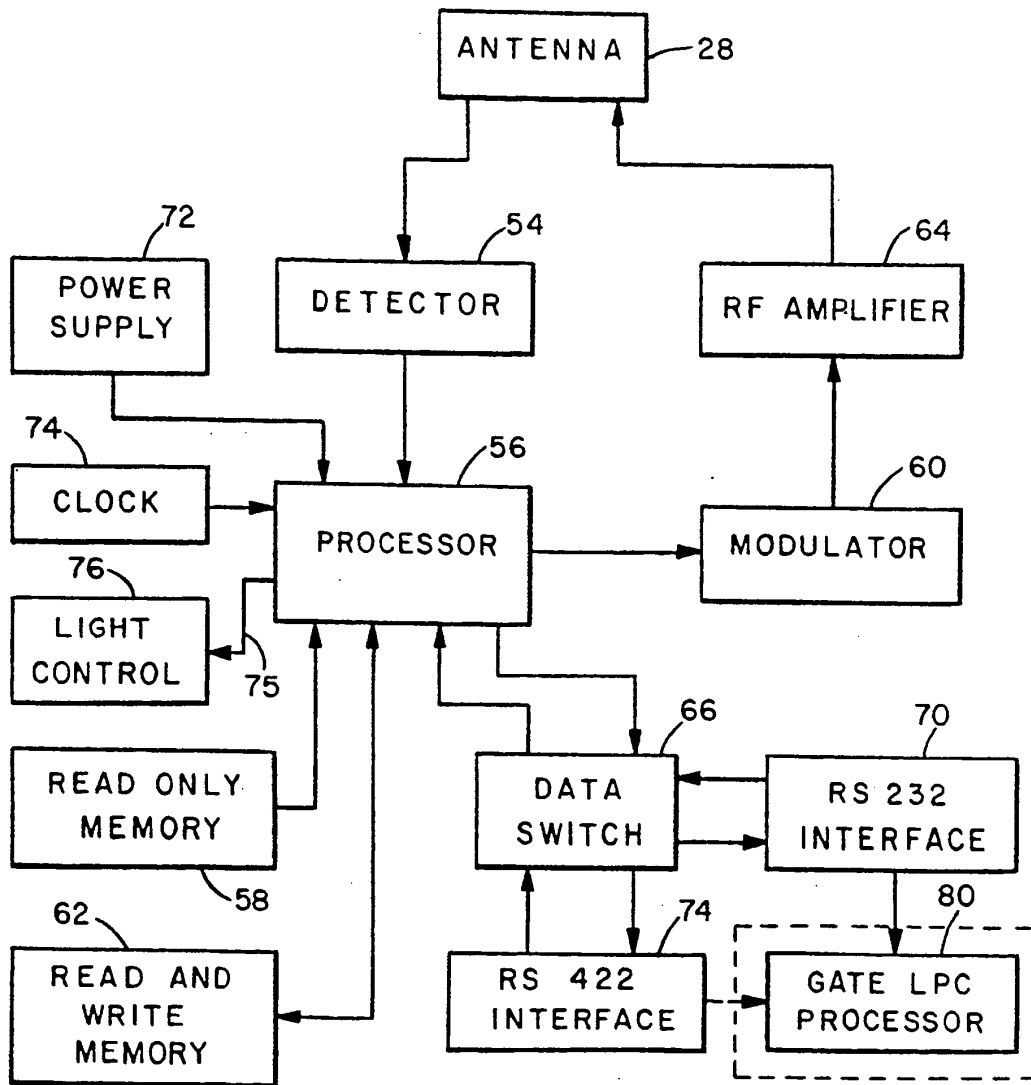 ANTENNA
28
72
54
64
POWER
SUPPLY
DETECTOR
RF AMPLIFIER
74
CLOCK
56
PROCESSOR
60
MODULATOR
76
LIGHT
CONTROL
75
66
70
READ ONLY
MEMORY
58
DATA
SWITCH
RS 232
INTERFACE
62
READ AND
WRITE
MEMORY
74
RS 422
INTERFACE
80
GATE LPC
PROCESSOR